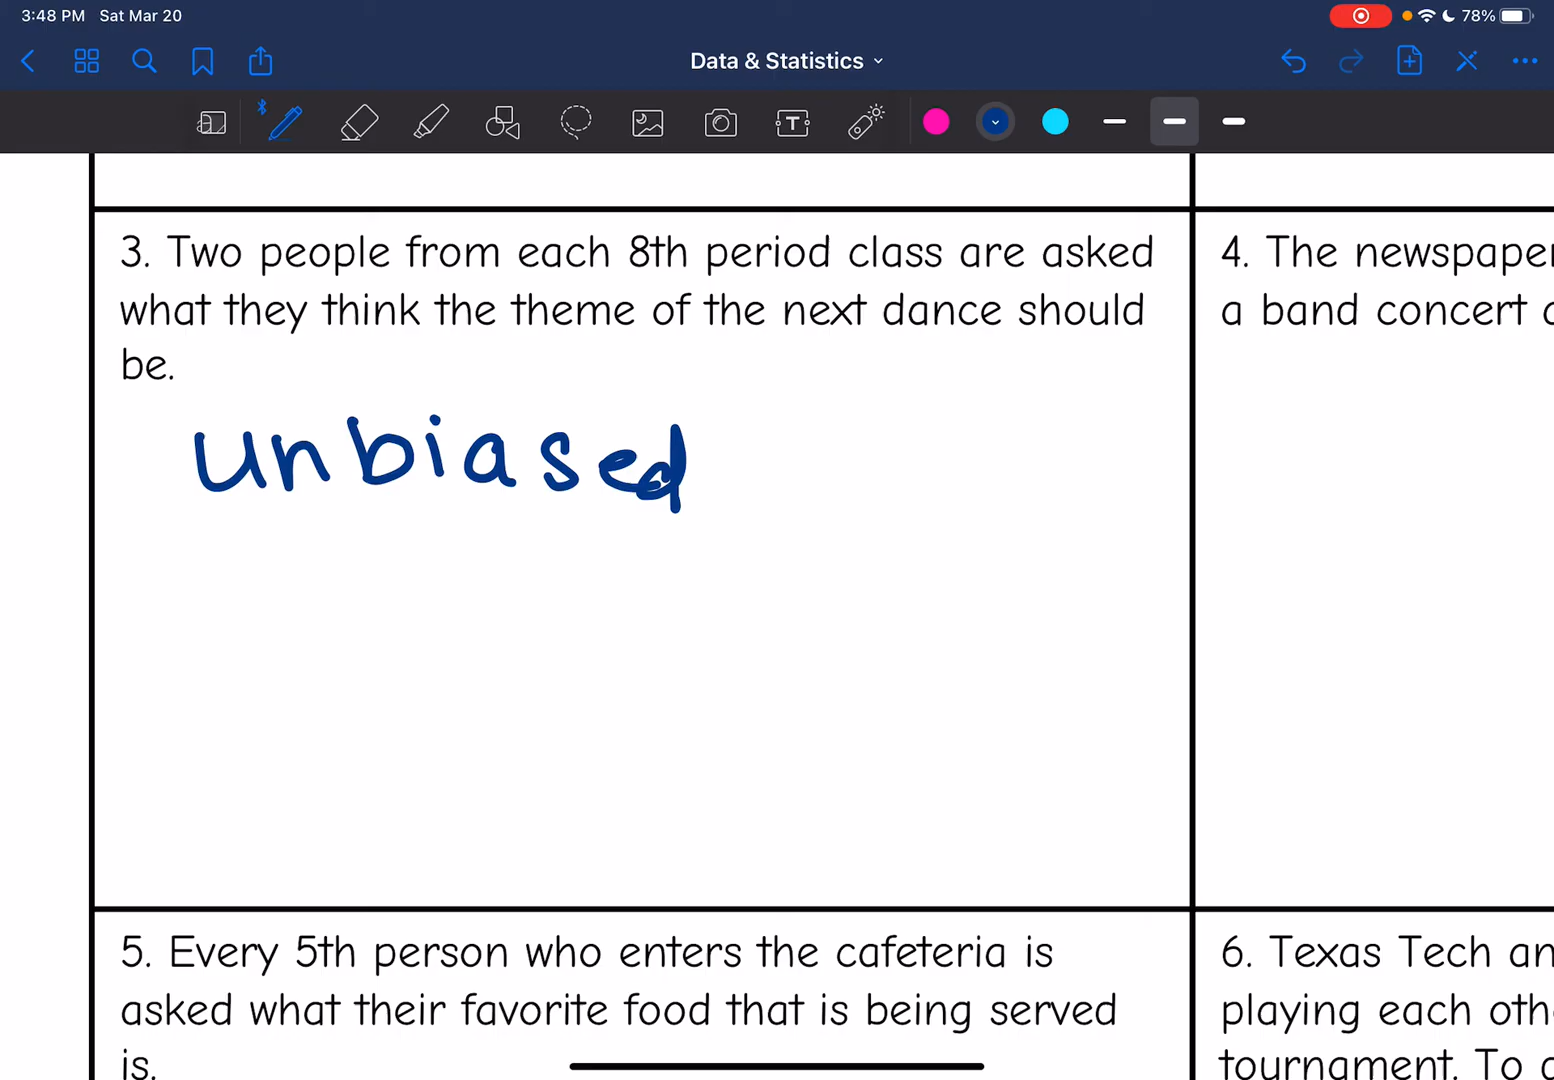 3:48 PM Sat Mar 20
78%
Data & Statistics
T
3. Two people from each 8th period class are asked
what they think the theme of the next dance should
be.
unbiased
4. The newspaper
a band concert
5. Every 5th person who enters the cafeteria is
asked what their favorite food that is being served
is.
6. Texas Tech an
playing each oth
tournament. To